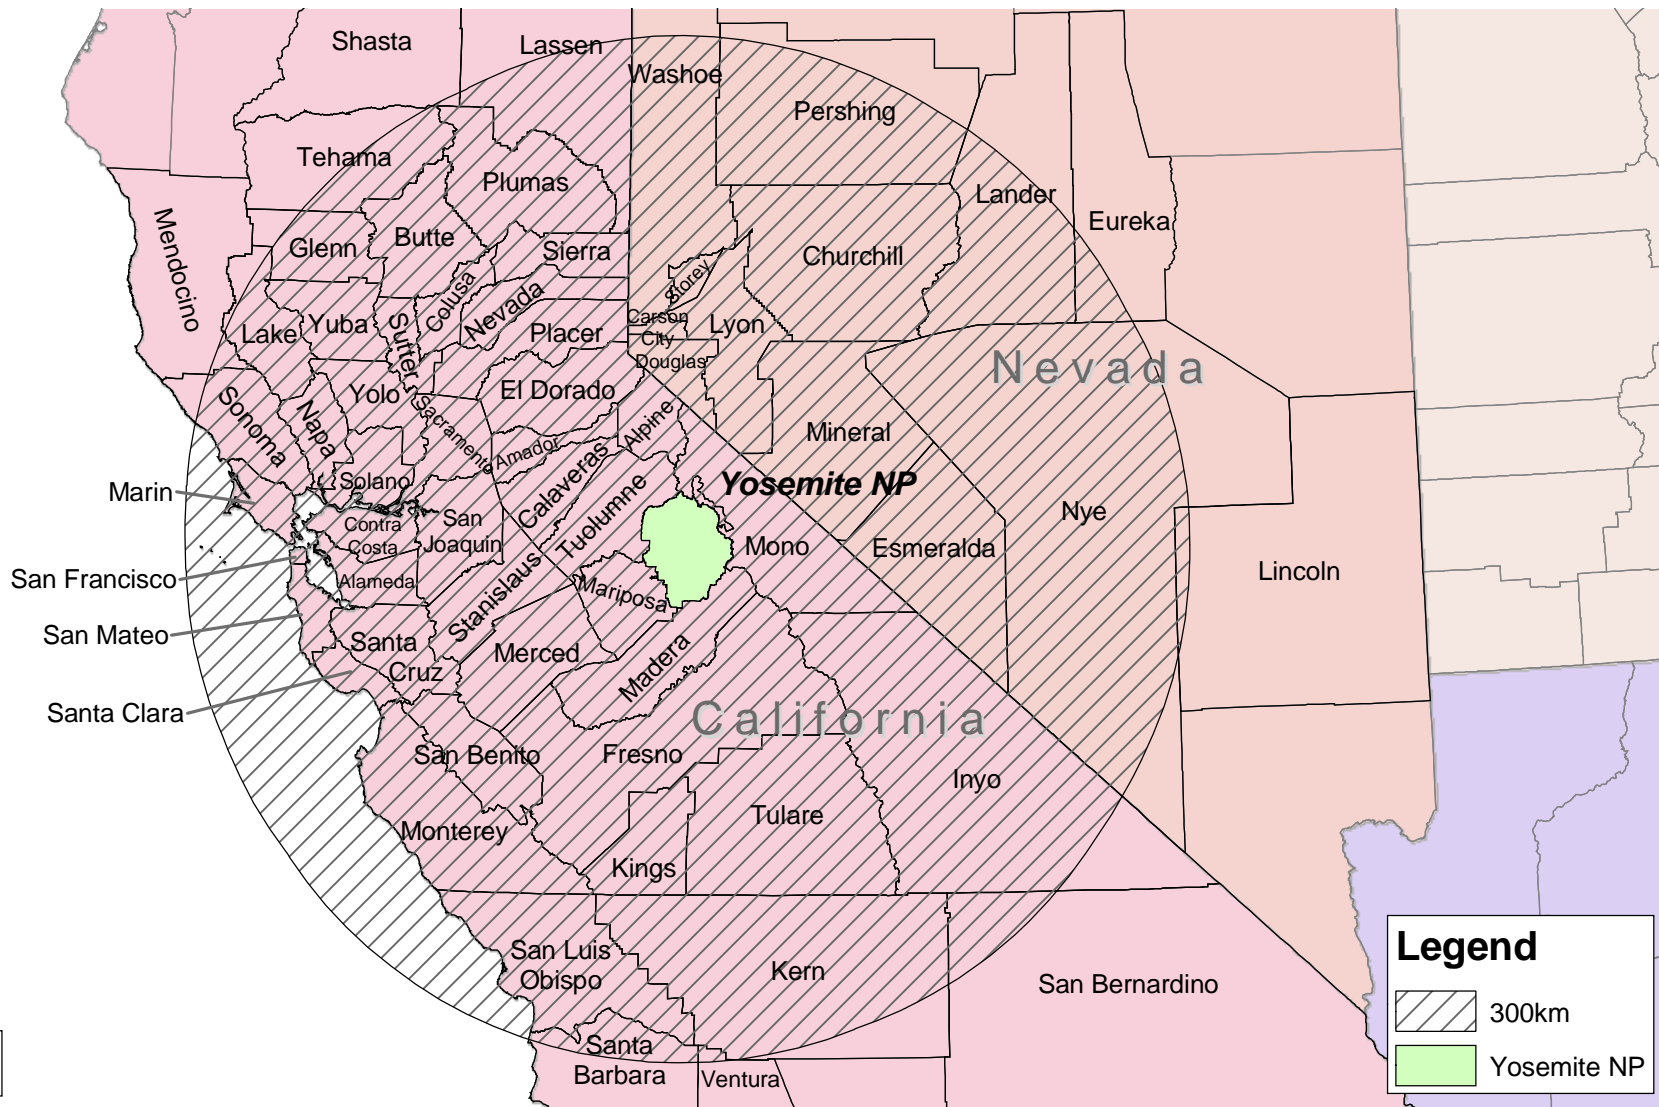 Shasta
Lassen
Washoe
Pershing
Tehama
Plumas
Lander
Eureka
Mendocino
Glenn
Butte
Sierra
Churchill
Storey
Colusa
Nevada
Lake
Yuba
Sutter
Placer
Carson
City
Lyon
Douglas
Nevada
Sonoma
Napa
Yolo
El Dorado
Sacramento
Amador
Alpine
Mineral
Calaveras
Tuolumne
Yosemite NP
Marin
Solano
Contra
Costa
San
Joaquin
Mono
Esmeralda
Nye
Lincoln
San Francisco
Alameda
Stanislaus
Mariposa
San Mateo
Santa
Cruz
Merced
Madera
Santa Clara
California
San Benito
Fresno
Inyo
Monterey
Tulare
Kings
San Luis
Obispo
Kern
San Bernardino
Santa
Barbara
Ventura
Legend
300km
Yosemite NP